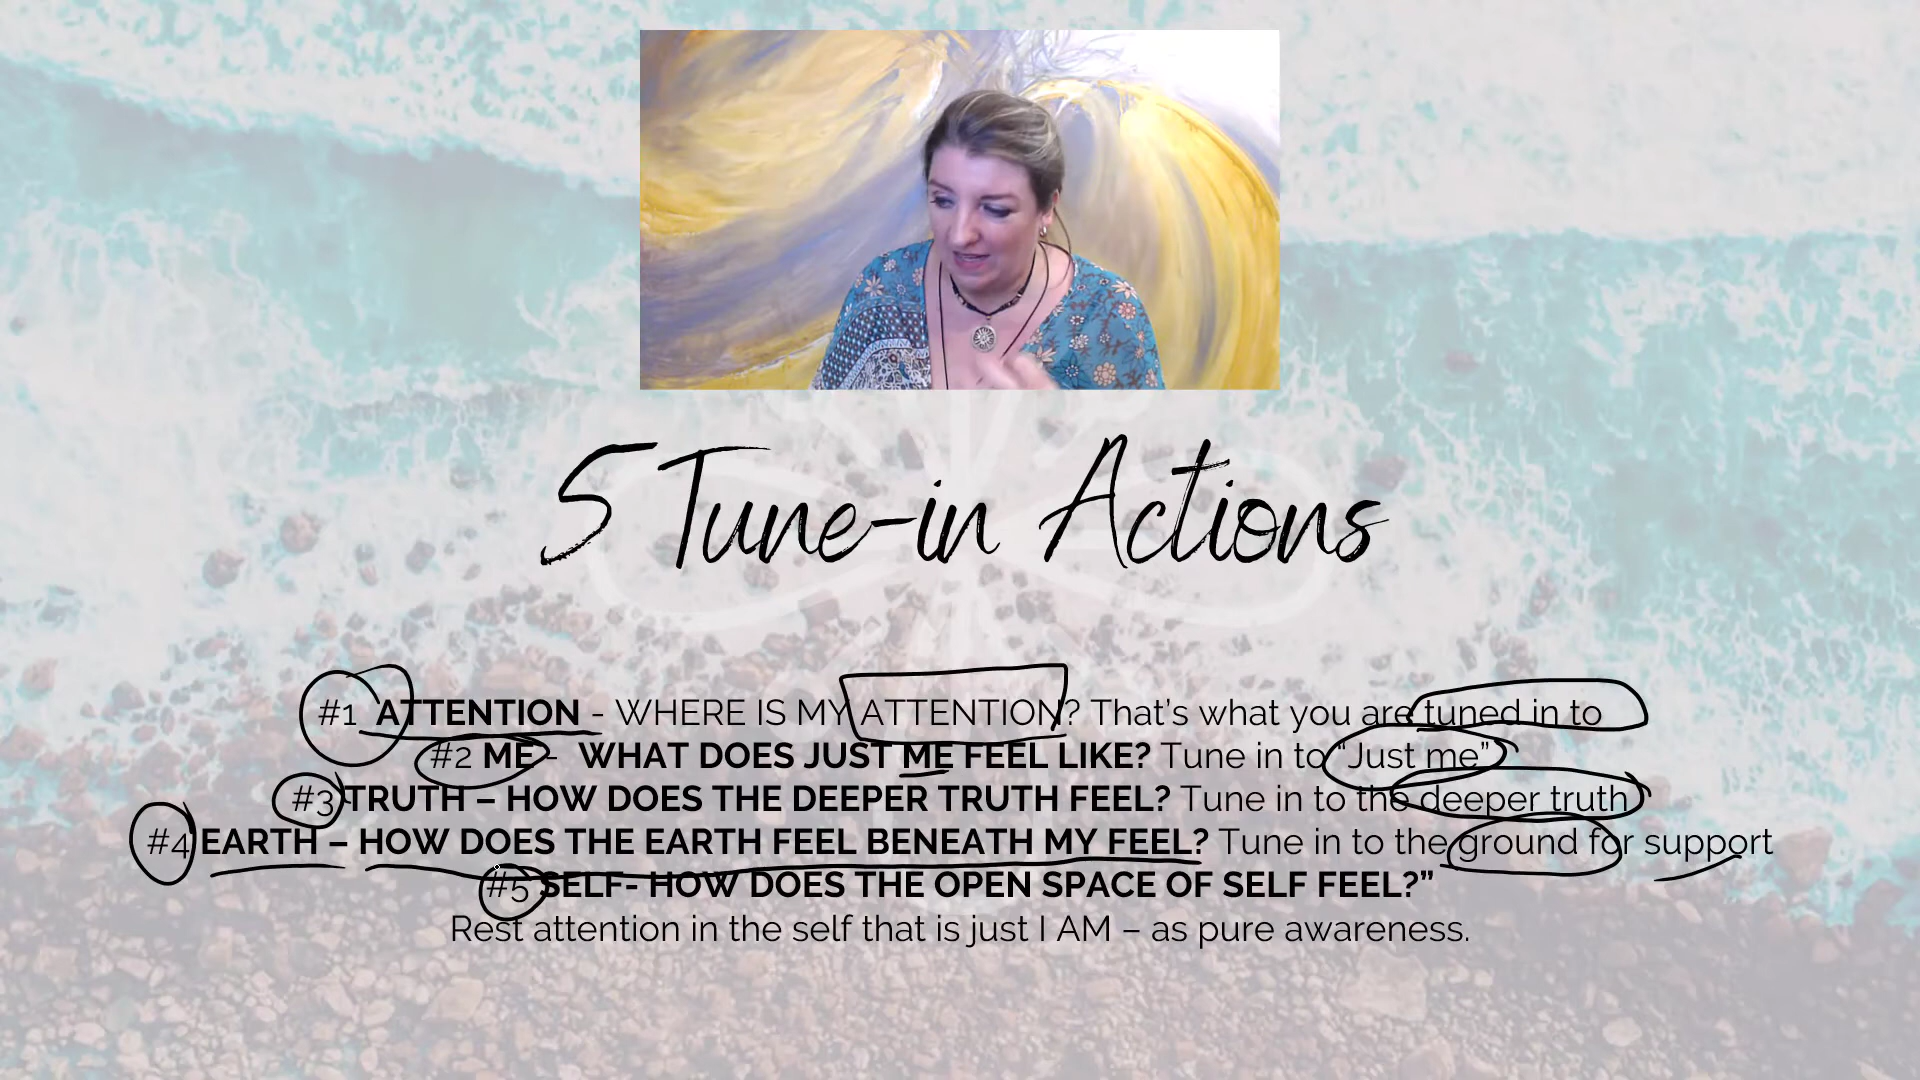 5 Tune-in Actions
#1 ATTENTION - WHERE IS MY ATTENTION? That's what you are tuned in to
#2 ME - WHAT DOES JUST ME FEEL LIKE? Tune in to “Just me”
#3 TRUTH – HOW DOES THE DEEPER TRUTH FEEL? Tune in to the deeper truth
#4 EARTH – HOW DOES THE EARTH FEEL BENEATH MY FEEL? Tune in to the ground for support
#5 SELF- HOW DOES THE OPEN SPACE OF SELF FEEL?”
Rest attention in the self that is just I AM – as pure awareness.